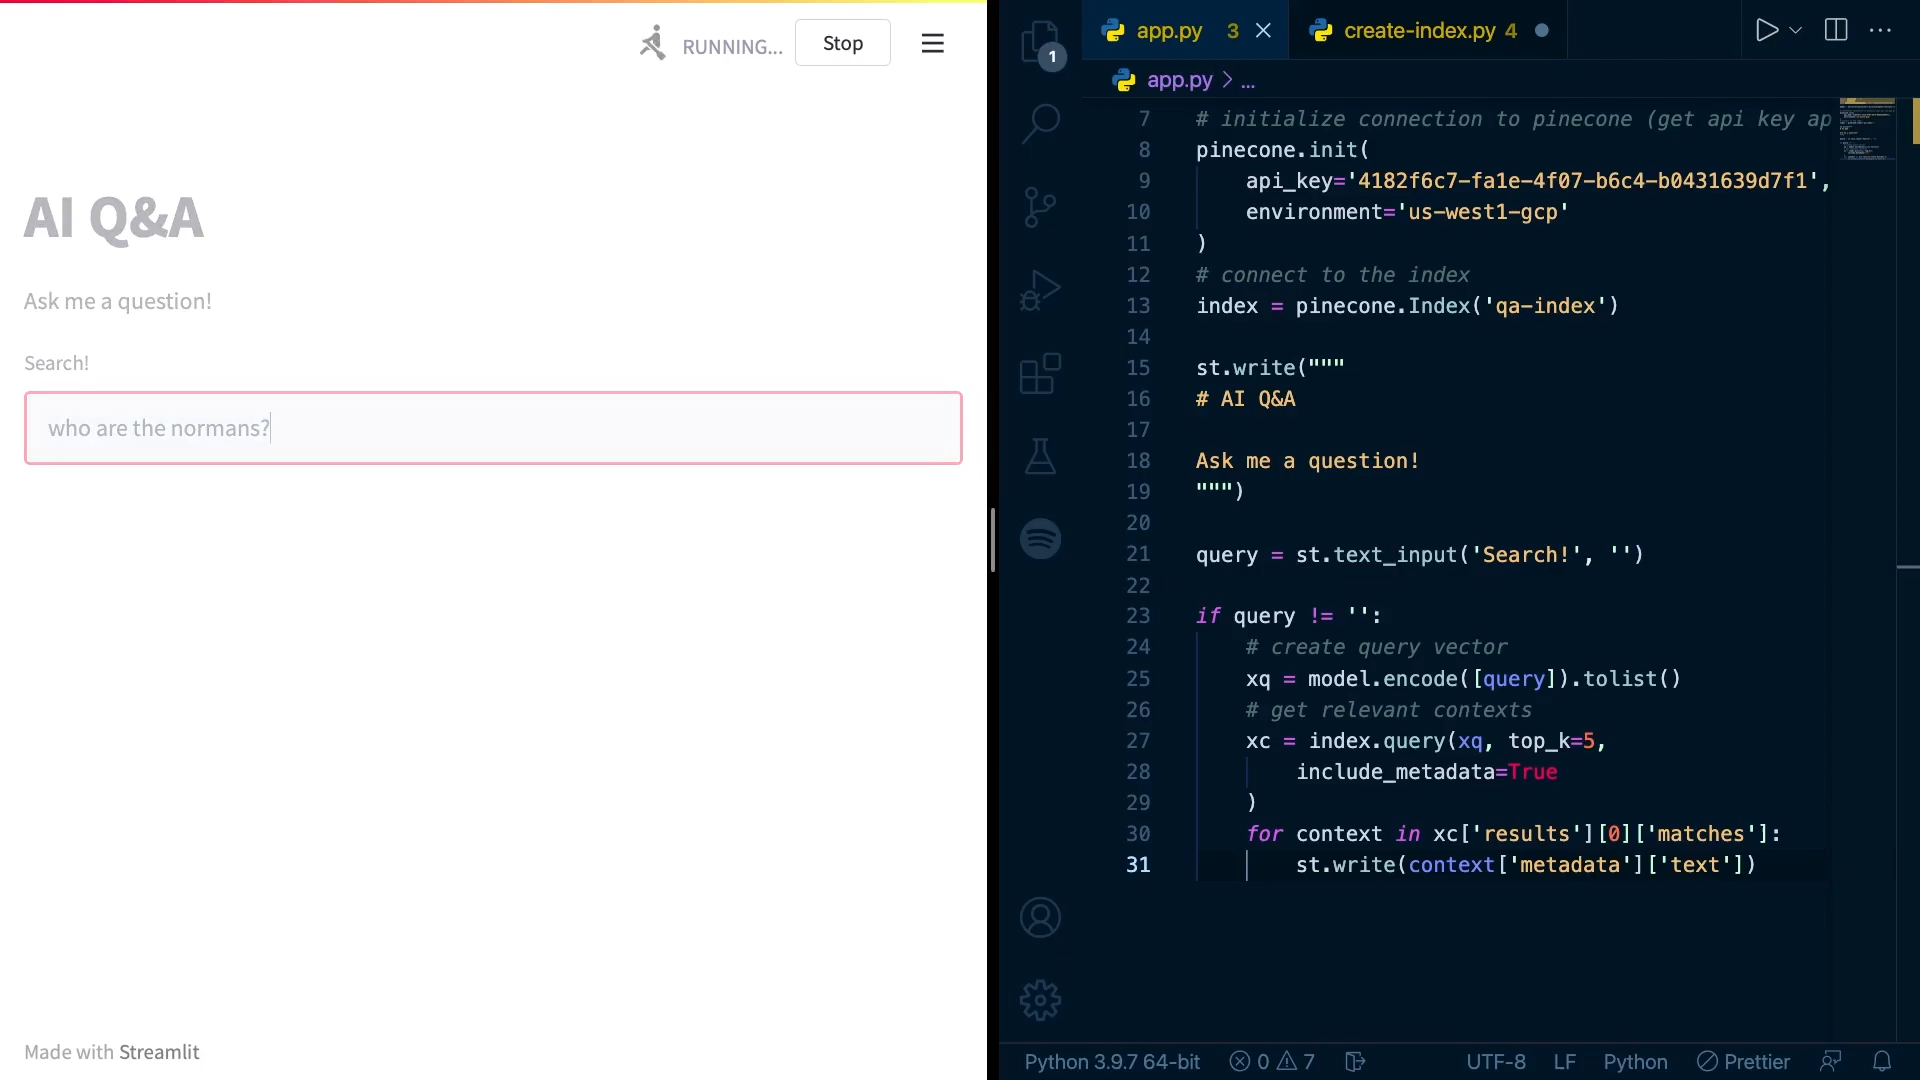 RUNNING...
Stop
AI Q&A
Ask me a question!
Search!
who are the normans?
Made with Streamlit
1
app.py 3
create-index.py 4
app.py > ...
7 # initialize connection to pinecone (get api key ap
8 pinecone.init(
9 api_key='4182f6c7-fa1e-4f07-b6c4-b0431639d7f1',
10 environment='us-west1-gcp'
11 )
12 # connect to the index
13 index = pinecone.Index('qa-index')
14
15 st.write("""
16 # AI Q&A
17
18 Ask me a question!
19 """)
20
21 query = st.text_input('Search!', '')
22
23 if query != '':
24 # create query vector
25 xq = model.encode([query]).tolist()
26 # get relevant contexts
27 xc = index.query(xq, top_k=5,
28 include_metadata=True
29 )
30 for context in xc['results'][0]['matches']:
31 st.write(context['metadata']['text'])
Python 3.9.7 64-bit 0 7 UTF-8 LF Python Prettier